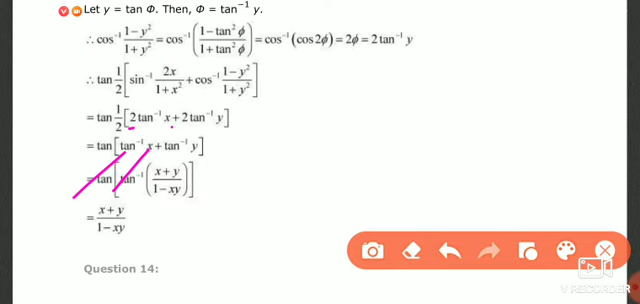 Let y = tan Φ. Then, Φ = tan⁻¹ y.
∴ cos⁻¹ (1−y²)/(1+y²) = cos⁻¹ ((1−tan² ϕ)/(1+tan² ϕ)) = cos⁻¹ (cos 2ϕ) = 2ϕ = 2 tan⁻¹ y
∴ tan 1/2 [sin⁻¹ 2x/(1+x²) + cos⁻¹ (1−y²)/(1+y²)]
= tan 1/2 [2 tan⁻¹ x + 2 tan⁻¹ y]
= tan [tan⁻¹ x + tan⁻¹ y]
= tan [tan⁻¹ ((x+y)/(1−xy))]
= (x+y)/(1−xy)
Question 14:
V RECORDER